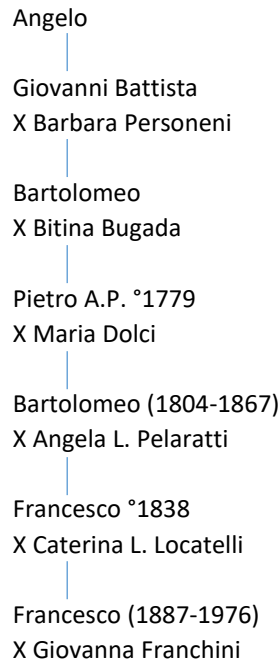 Angelo
Giovanni Battista
X Barbara Personeni
Bartolomeo
X Bitina Bugada
Pietro A.P. °1779
X Maria Dolci
Bartolomeo (1804-1867)
X Angela L. Pelaratti
Francesco °1838
X Caterina L. Locatelli
Francesco (1887-1976)
X Giovanna Franchini